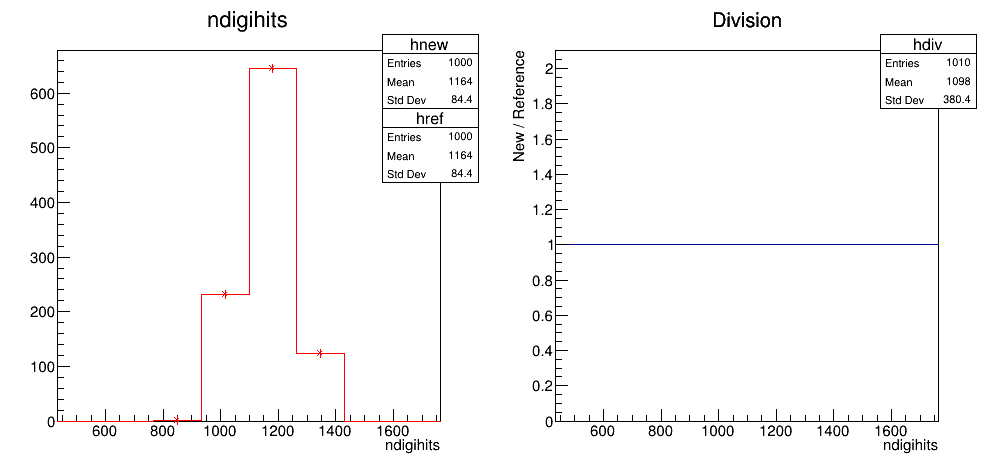 ndigihits
hnew
Entries 1000
Mean 1164
Std Dev 84.4
href
Entries 1000
Mean 1164
Std Dev 84.4
600
500
400
300
200
100
0
600 800 1000 1200 1400 1600
ndigihits
Division
hdiv
Entries 1010
Mean 1098
Std Dev 380.4
New / Reference
2
1.8
1.6
1.4
1.2
1
0.8
0.6
0.4
0.2
0
600 800 1000 1200 1400 1600
ndigihits